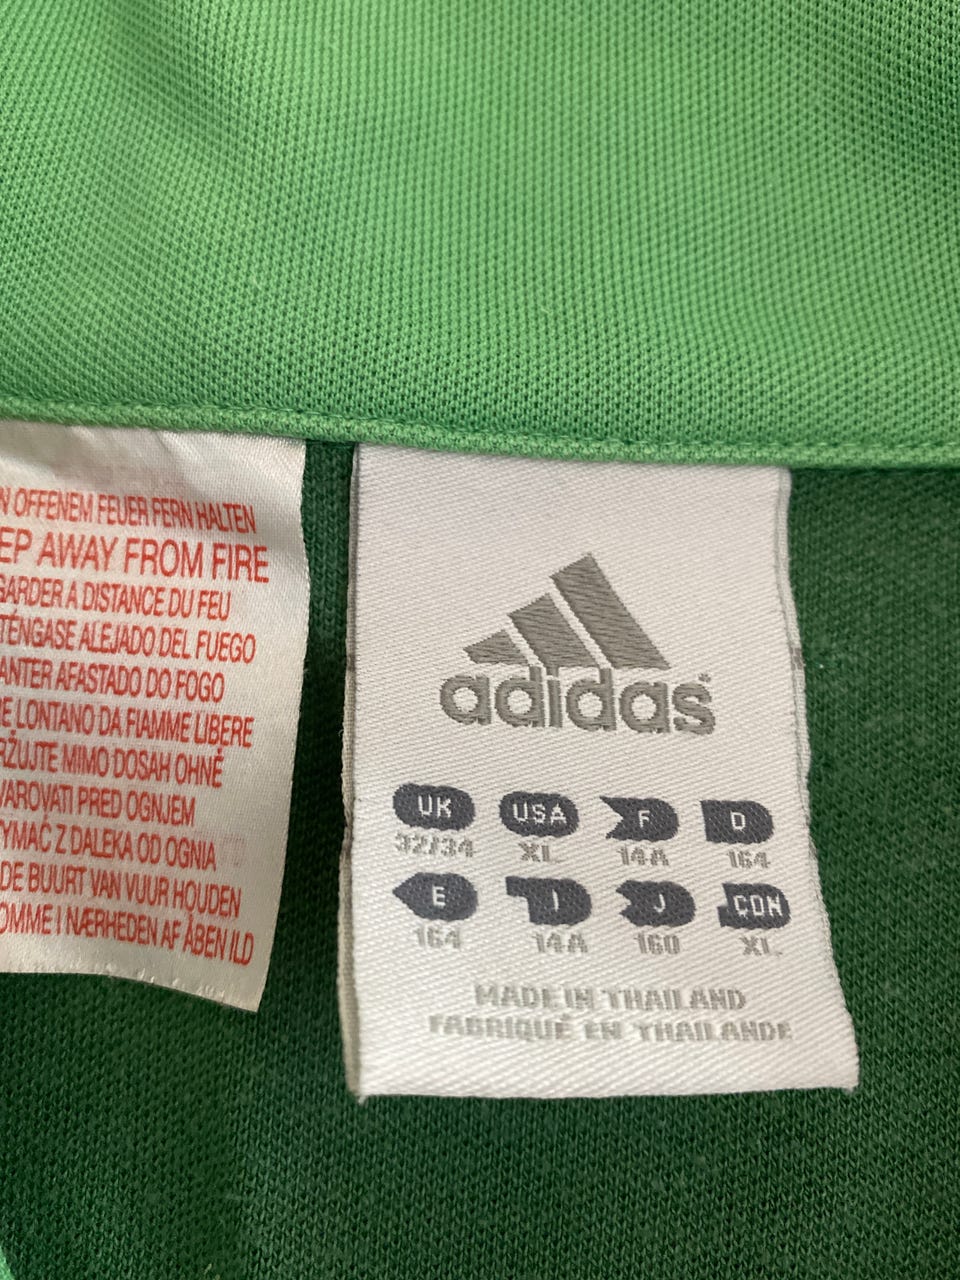 OFFENEM FEUER FERN HALTEN
EP AWAY FROM FIRE
GARDER A DISTANCE DU FEU
TÉNGASE ALEJADO DEL FUEGO
ANTER AFASTADO DO FOGO
RE LONTANO DA FIAMME LIBERE
RŽUJTE MIMO DOSAH OHNĚ
VAROVATI PRED OGNJEM
YMAĆ Z DALEKA OD OGNIA
DE BUURT VAN VUUR HOUDEN
OMME I NÆRHEDEN AF ÅBEN ILD
adidas
UK USA F D
32/34 XL 14A 164
E I J CDN
164 14A 160 XL
MADE IN THAILAND
FABRIQUÉ EN THAILANDE